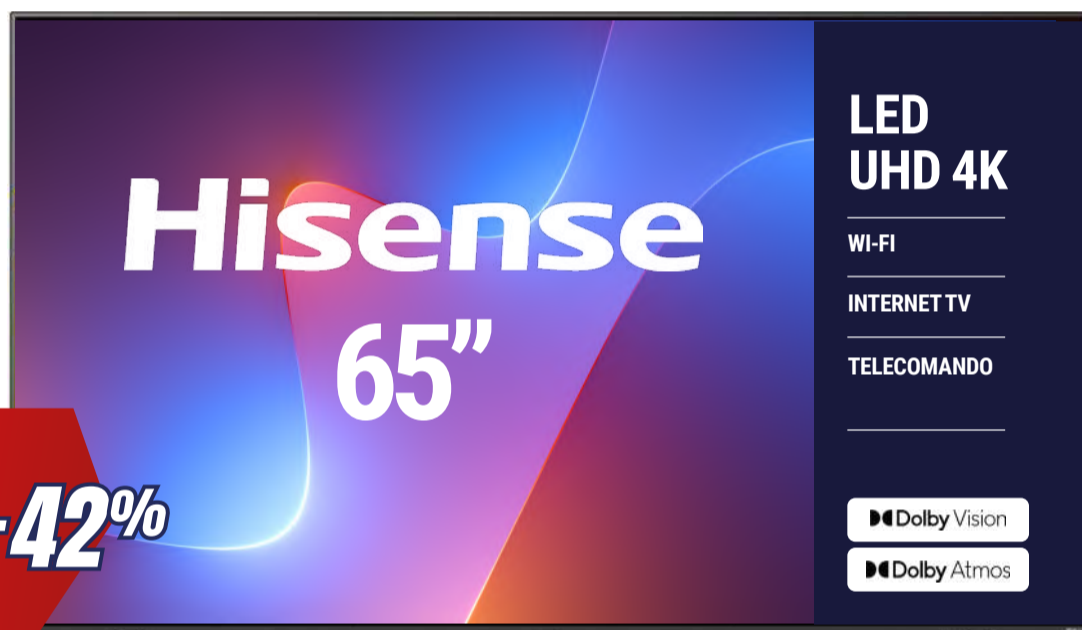 Hisense
65”
-42%
LED
UHD 4K
WI-FI
INTERNET TV
TELECOMANDO
Dolby Vision
Dolby Atmos